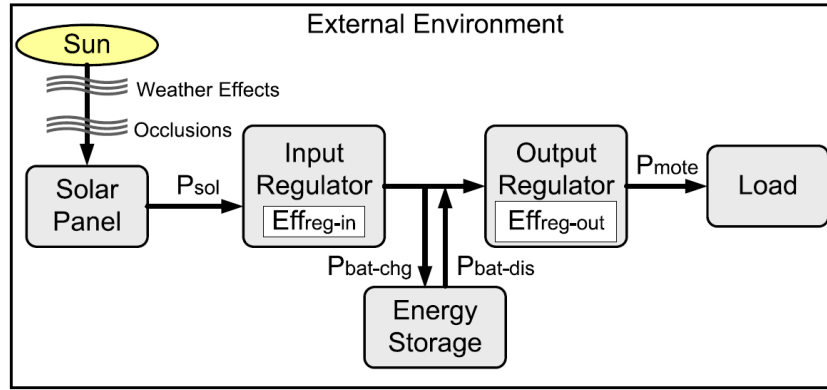 External Environment
Sun
Weather Effects
Occlusions
Solar
Panel
Psol
Input
Regulator
Effreg-in
Output
Regulator
Effreg-out
Pmote
Load
Pbat-chg
Pbat-dis
Energy
Storage